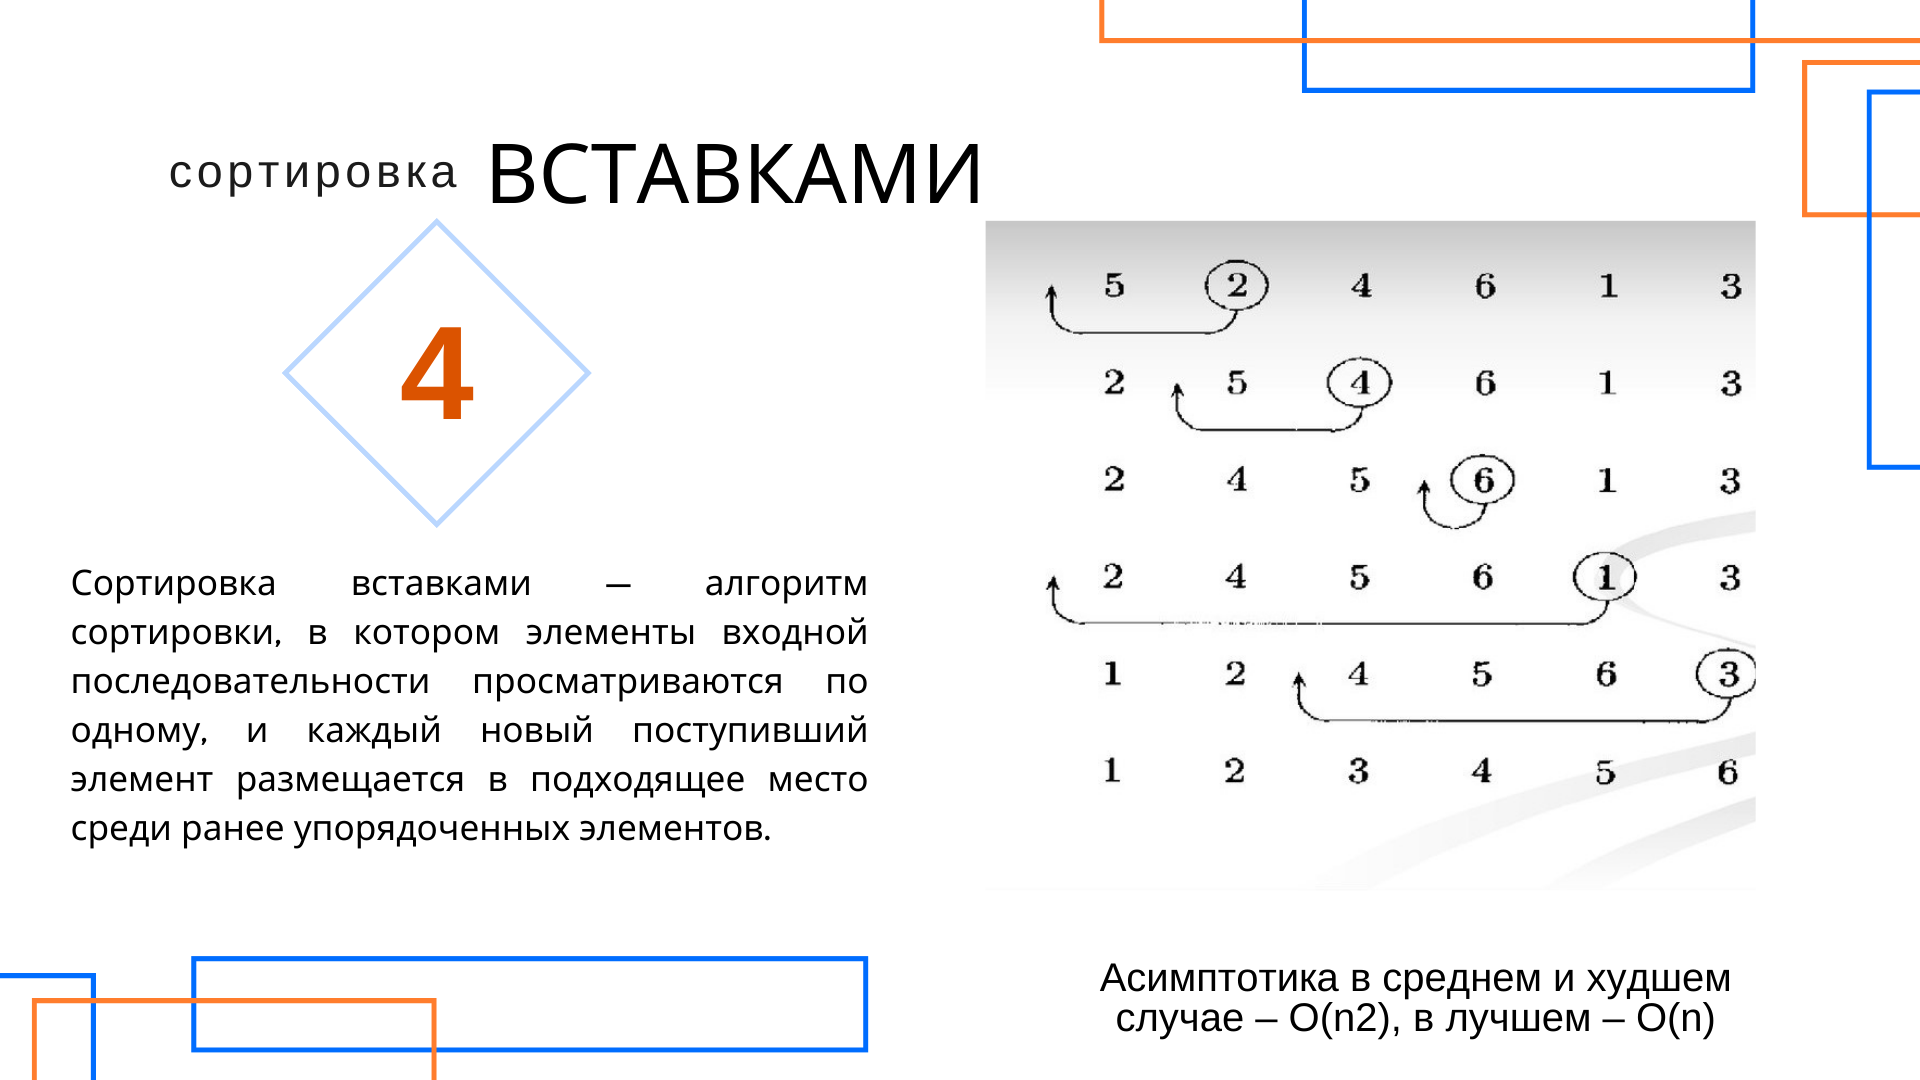 сортировка ВСТАВКАМИ
4
Сортировка вставками — алгоритм
сортировки, в котором элементы входной
последовательности просматриваются по
одному, и каждый новый поступивший
элемент размещается в подходящее место
среди ранее упорядоченных элементов.
5 2 4 6 1 3
2 5 4 6 1 3
2 4 5 6 1 3
2 4 5 6 1 3
1 2 4 5 6 3
1 2 3 4 5 6
Асимптотика в среднем и худшем
случае – O(n2), в лучшем – O(n)